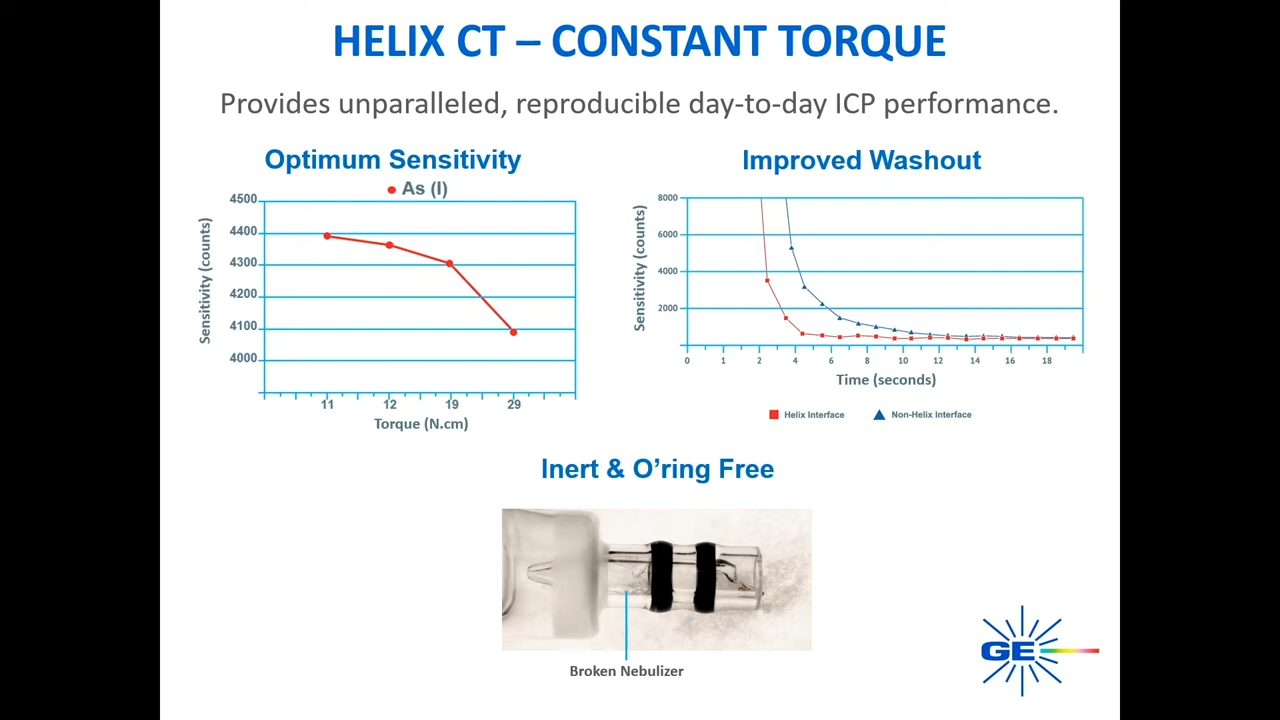 HELIX CT – CONSTANT TORQUE
Provides unparalleled, reproducible day-to-day ICP performance.
Optimum Sensitivity
As (I)
Sensitivity (counts)
4500
4400
4300
4200
4100
4000
11 12 19 29
Torque (N.cm)
Improved Washout
Sensitivity (counts)
8000
6000
4000
2000
0 1 2 4 6 8 10 12 14 16 18
Time (seconds)
Helix Interface Non-Helix Interface
Inert & O’ring Free
Broken Nebulizer
GE